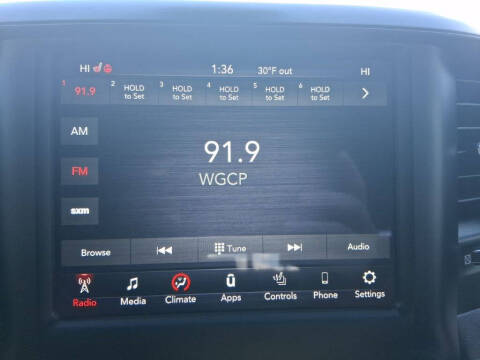 HI 1:36 30°F out HI
1 91.9 2 HOLD to Set 3 HOLD to Set 4 HOLD to Set 5 HOLD to Set 6 HOLD to Set
AM
91.9
FM
WGCP
sxm
Browse Tune Audio
Radio Media Climate Apps Controls Phone Settings